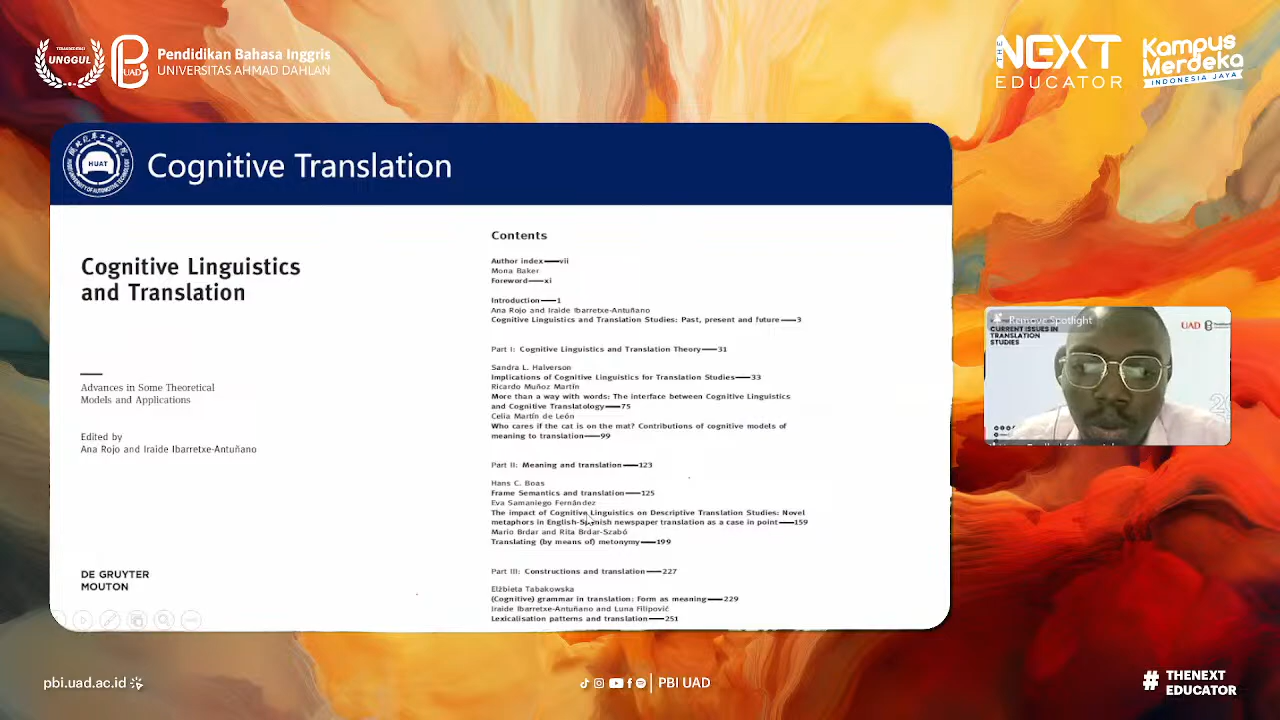 TERAKREDITASI
UNGGUL
UAD
Pendidikan Bahasa Inggris
UNIVERSITAS AHMAD DAHLAN
THE NEXT
EDUCATOR
Kampus
Merdeka
INDONESIA JAYA
HUAT
Cognitive Translation
Cognitive Linguistics
and Translation
Advances in Some Theoretical
Models and Applications
Edited by
Ana Rojo and Iraide Ibarretxe-Antuñano
DE GRUYTER
MOUTON
Contents
Author index—vii
Mona Baker
Foreword—xi
Introduction—1
Ana Rojo and Iraide Ibarretxe-Antuñano
Cognitive Linguistics and Translation Studies: Past, present and future—3
Part I: Cognitive Linguistics and Translation Theory—31
Sandra L. Halverson
Implications of Cognitive Linguistics for Translation Studies—33
Ricardo Muñoz Martín
More than a way with words: The interface between Cognitive Linguistics
and Cognitive Translatology—75
Celia Martín de León
Who cares if the cat is on the mat? Contributions of cognitive models of
meaning to translation—99
Part II: Meaning and translation—123
Hans C. Boas
Frame Semantics and translation—125
Eva Samaniego Fernández
The impact of Cognitive Linguistics on Descriptive Translation Studies: Novel
metaphors in English-Spanish newspaper translation as a case in point—159
Mario Brdar and Rita Brdar-Szabó
Translating (by means of) metonymy—199
Part III: Constructions and translation—227
Elżbieta Tabakowska
(Cognitive) grammar in translation: Form as meaning—229
Iraide Ibarretxe-Antuñano and Luna Filipović
Lexicalisation patterns and translation—251
Remove Spotlight
CURRENT ISSUES IN
TRANSLATION
STUDIES
UAD
pbi.uad.ac.id
PBI UAD
# THENEXT
EDUCATOR